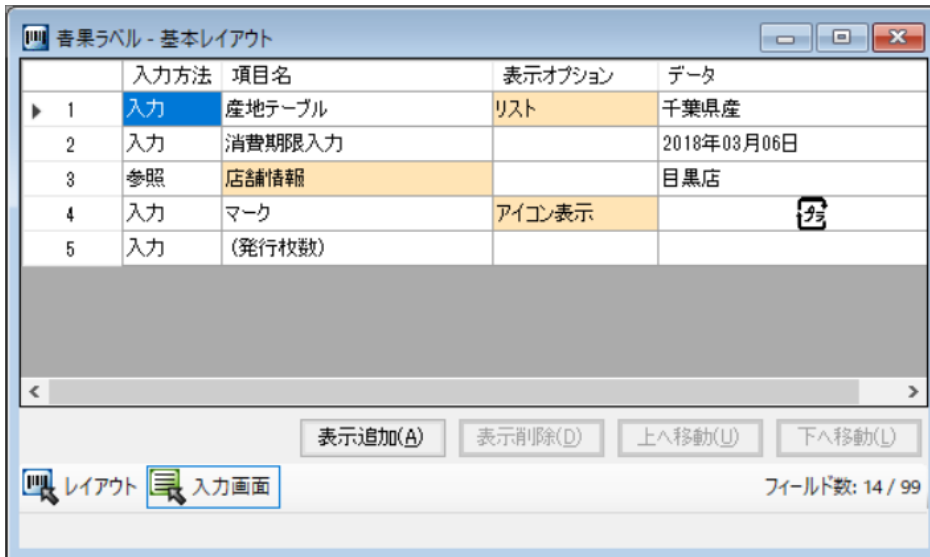 青果ラベル - 基本レイアウト
入力方法 項目名 表示オプション データ
1 入力 産地テーブル リスト 千葉県産
2 入力 消費期限入力 2018年03月06日
3 参照 店舗情報 目黒店
4 入力 マーク アイコン表示 プラ
5 入力 (発行枚数)
表示追加(A) 表示削除(D) 上へ移動(U) 下へ移動(L)
レイアウト 入力画面 フィールド数: 14 / 99